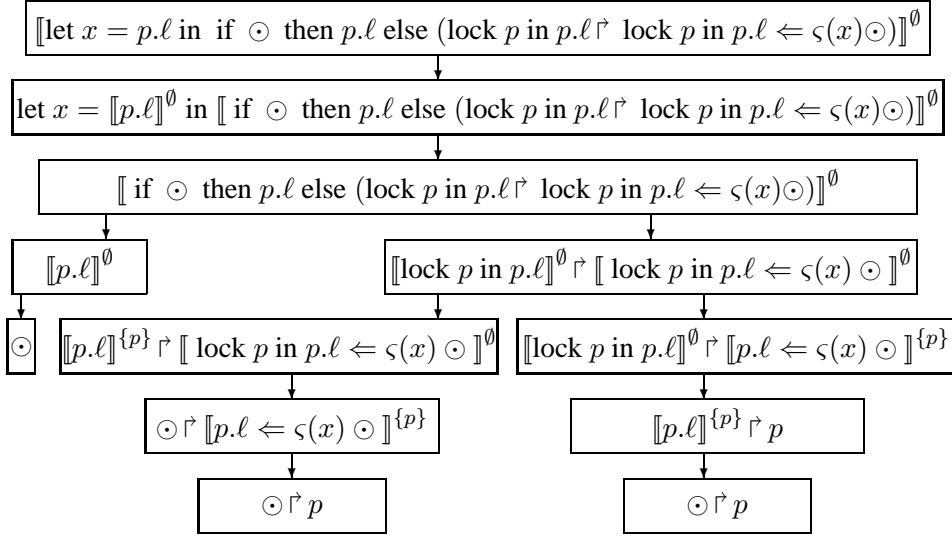 ⟦let x = p.ℓ in if ⊙ then p.ℓ else (lock p in p.ℓ ⌈→ lock p in p.ℓ ⇐ ς(x)⊙)⟧^∅
let x = ⟦p.ℓ⟧^∅ in ⟦ if ⊙ then p.ℓ else (lock p in p.ℓ ⌈→ lock p in p.ℓ ⇐ ς(x)⊙)⟧^∅
⟦ if ⊙ then p.ℓ else (lock p in p.ℓ ⌈→ lock p in p.ℓ ⇐ ς(x)⊙)⟧^∅
⟦p.ℓ⟧^∅
⟦lock p in p.ℓ⟧^∅ ⌈→ ⟦ lock p in p.ℓ ⇐ ς(x) ⊙ ⟧^∅
⊙
⟦p.ℓ⟧^{p} ⌈→ ⟦ lock p in p.ℓ ⇐ ς(x) ⊙ ⟧^∅
⟦lock p in p.ℓ⟧^∅ ⌈→ ⟦p.ℓ ⇐ ς(x) ⊙ ⟧^{p}
⊙ ⌈→ ⟦p.ℓ ⇐ ς(x) ⊙ ⟧^{p}
⟦p.ℓ⟧^{p} ⌈→ p
⊙ ⌈→ p
⊙ ⌈→ p